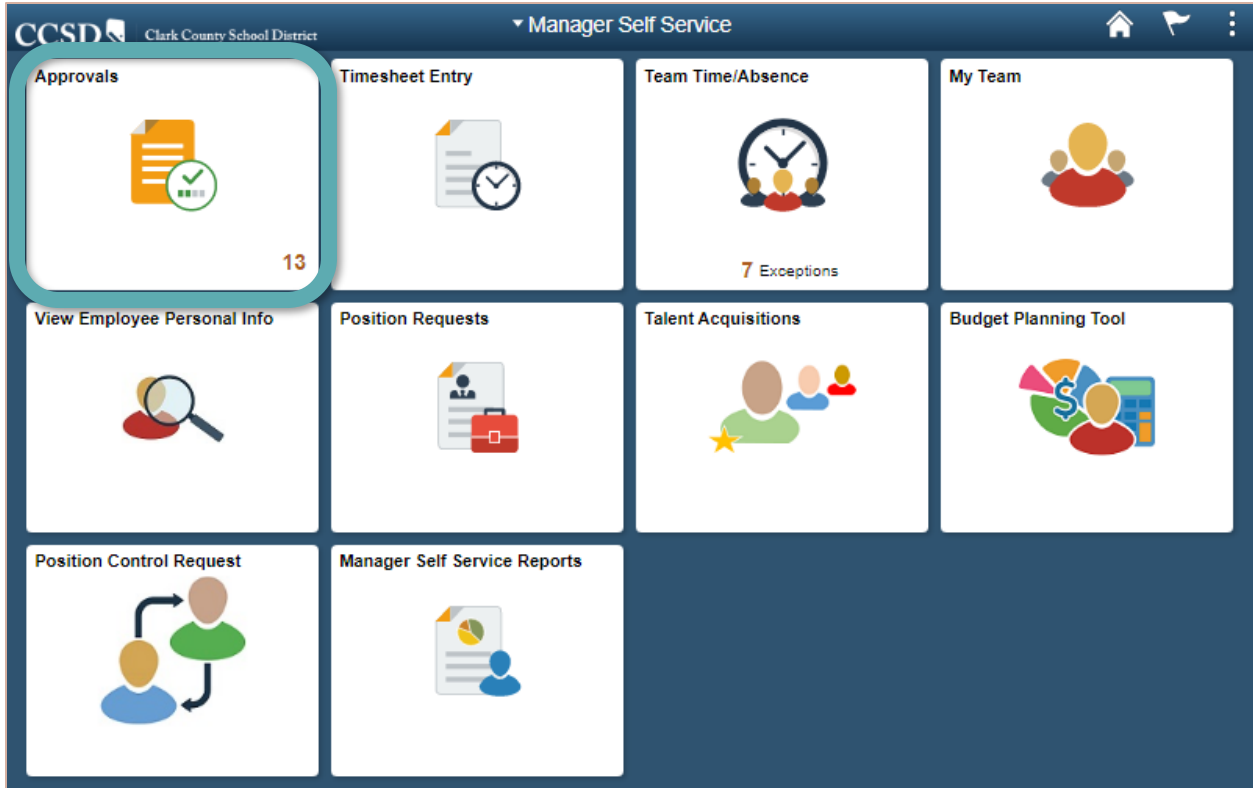 CCSD Clark County School District
Manager Self Service
Approvals
13
Timesheet Entry
Team Time/Absence
7 Exceptions
My Team
View Employee Personal Info
Position Requests
Talent Acquisitions
Budget Planning Tool
$
Position Control Request
Manager Self Service Reports